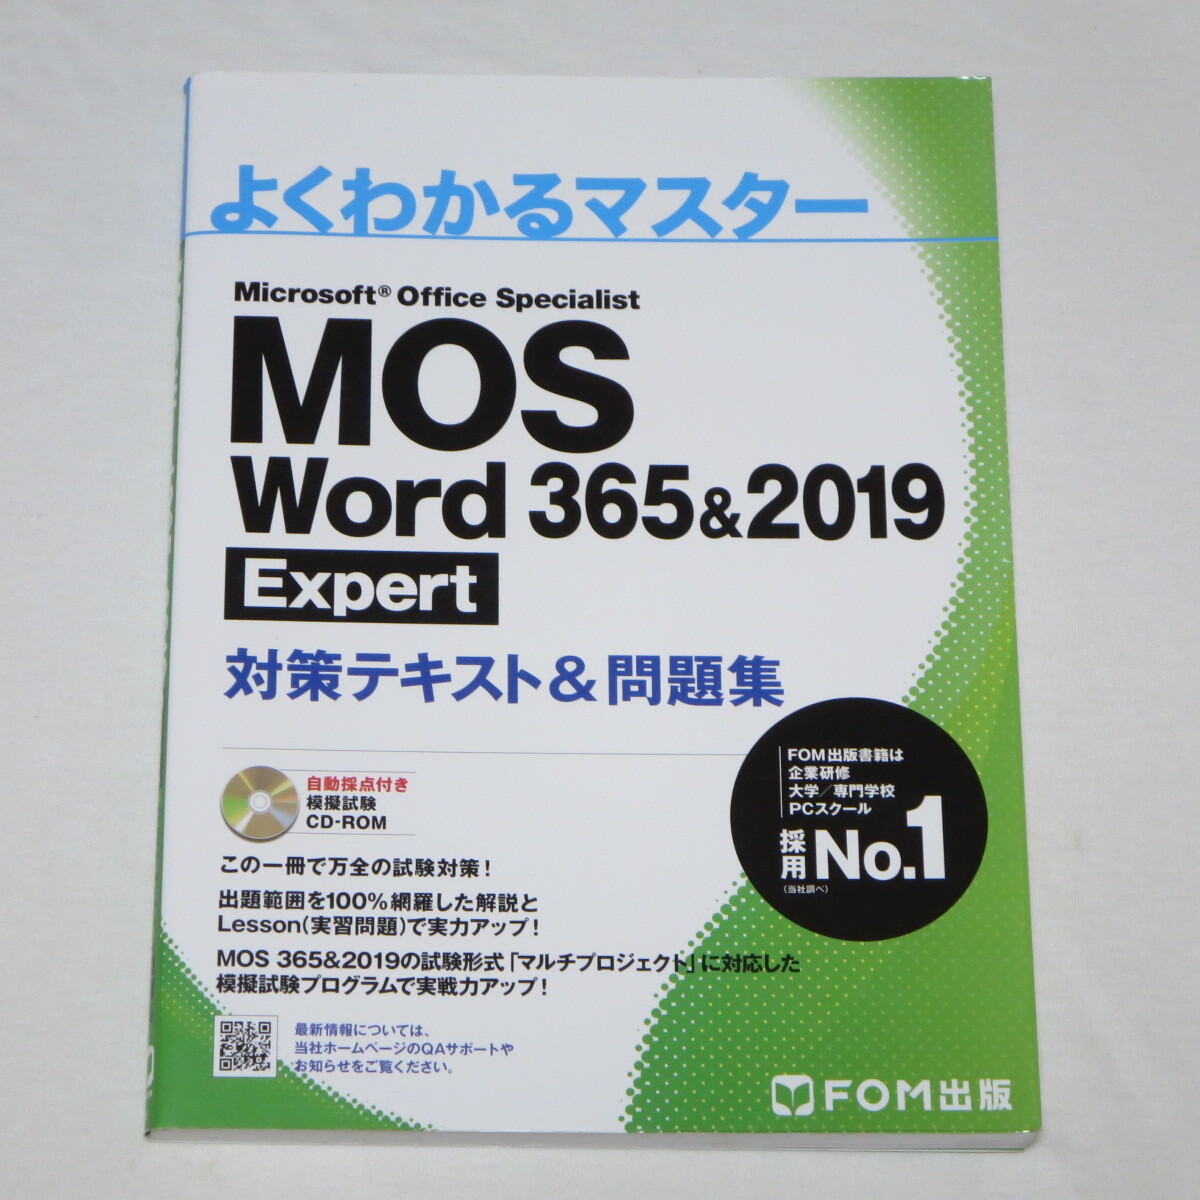 よくわかるマスター
Microsoft® Office Specialist
MOS
Word 365&2019
Expert
対策テキスト&問題集
FOM出版書籍は
企業研修
大学／専門学校
PCスクール
採用 No.1
(当社調べ)
自動採点付き
模擬試験
CD-ROM
この一冊で万全の試験対策!
出題範囲を100%網羅した解説と
Lesson(実習問題)で実力アップ!
MOS 365&2019の試験形式「マルチプロジェクト」に対応した
模擬試験プログラムで実戦力アップ!
最新情報については、
当社ホームページのQAサポートや
お知らせをご覧ください。
FOM出版